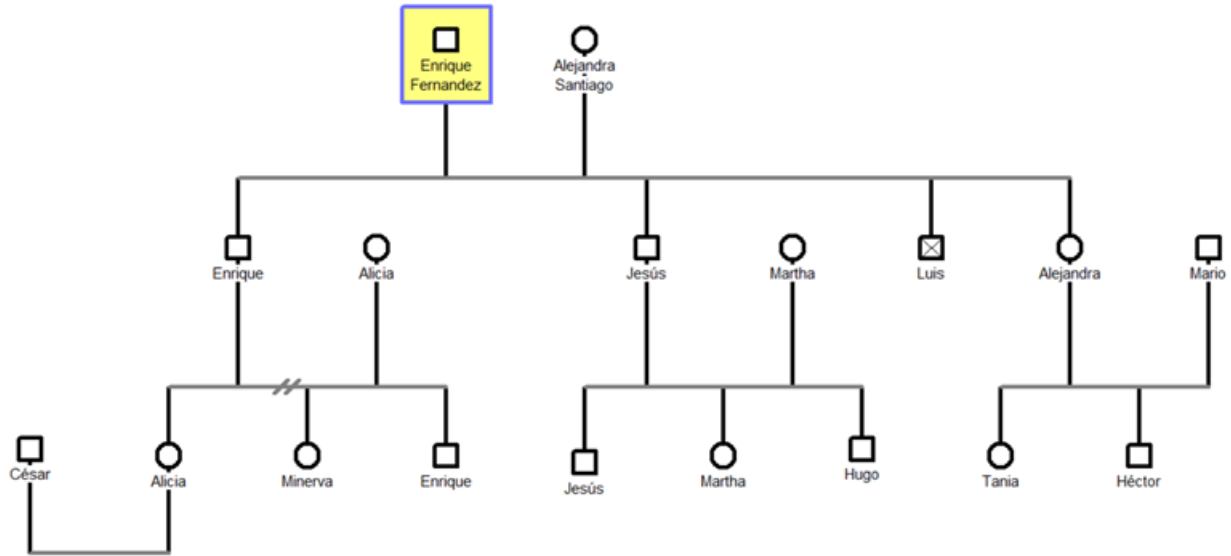 Enrique
Fernandez
Alejandra
Santiago
Enrique
Alicia
Jesús
Martha
Luis
Alejandra
Mario
César
Alicia
Minerva
Enrique
Jesús
Martha
Hugo
Tania
Héctor